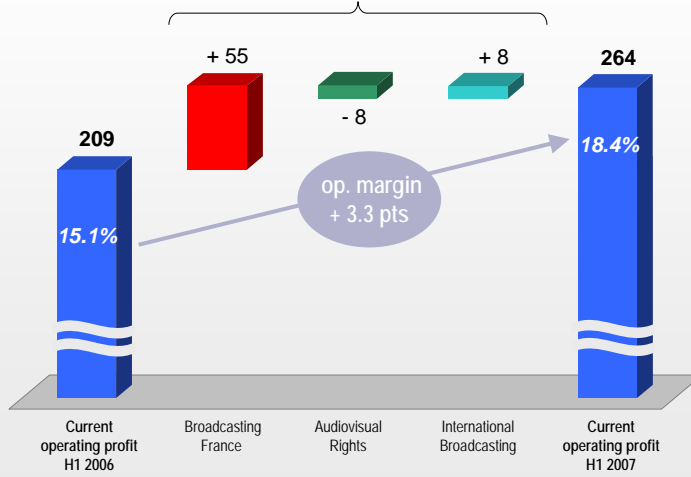 + 55
+ 8
264
- 8
209
18.4%
op. margin
+ 3.3 pts
15.1%
Current
operating profit
H1 2006
Broadcasting
France
Audiovisual
Rights
International
Broadcasting
Current
operating profit
H1 2007